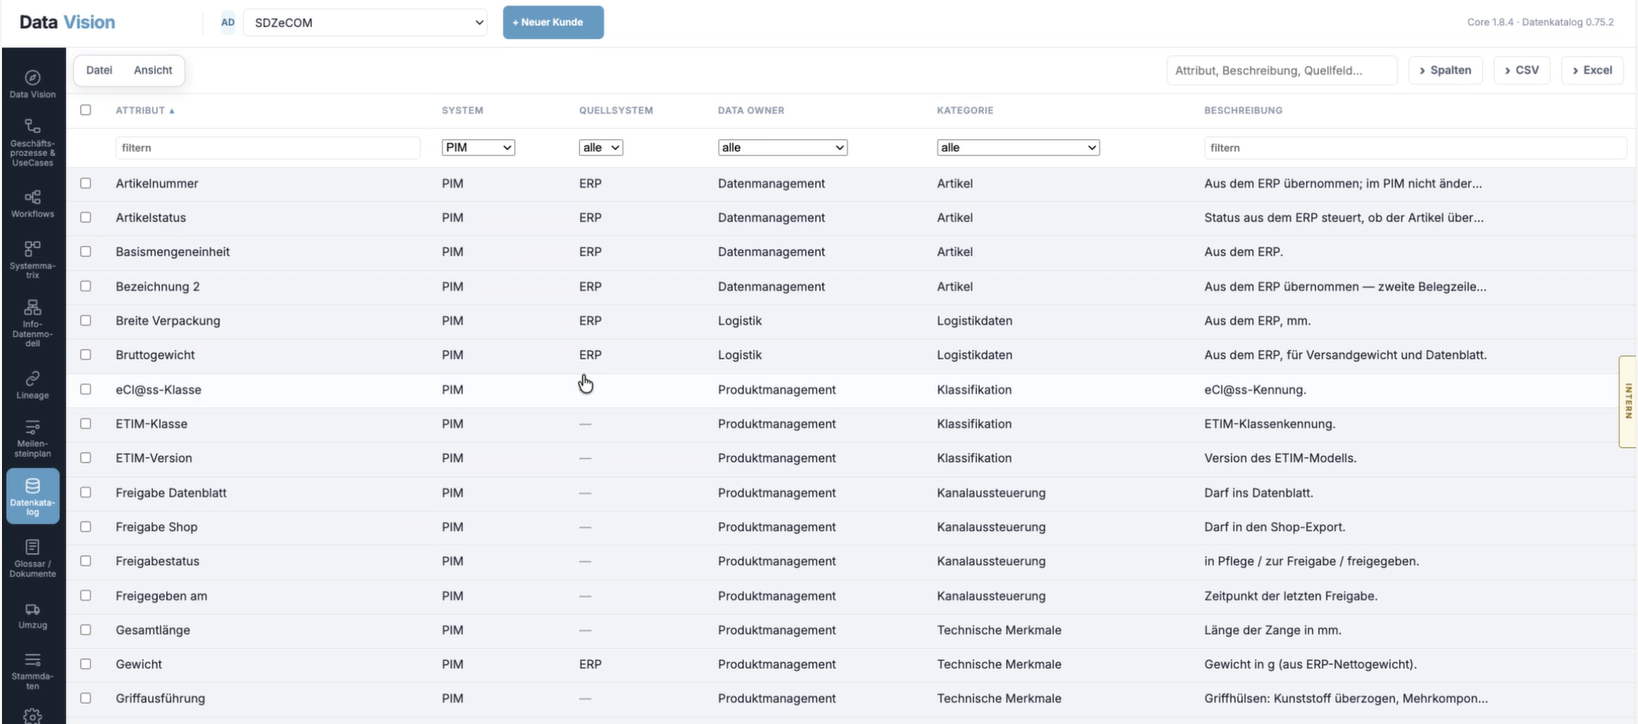 Data Vision
AD SDZeCOM + Neuer Kunde Core 1.8.4 · Datenkatalog 0.75.2
Datei Ansicht Attribut, Beschreibung, Quellfeld... › Spalten › CSV › Excel
Data Vision
Geschäfts-
prozesse &
UseCases
Workflows
Systemma-
trix
Info-
Datenmo-
dell
Lineage
Meilen-
steinplan
Datenkata-
log
Glossar /
Dokumente
Umzug
Stammda-
ten
ATTRIBUT ▲ SYSTEM QUELLSYSTEM DATA OWNER KATEGORIE BESCHREIBUNG
filtern PIM alle alle alle filtern
Artikelnummer PIM ERP Datenmanagement Artikel Aus dem ERP übernommen; im PIM nicht änder...
Artikelstatus PIM ERP Datenmanagement Artikel Status aus dem ERP steuert, ob der Artikel über...
Basismengeneinheit PIM ERP Datenmanagement Artikel Aus dem ERP.
Bezeichnung 2 PIM ERP Datenmanagement Artikel Aus dem ERP übernommen — zweite Belegzeile...
Breite Verpackung PIM ERP Logistik Logistikdaten Aus dem ERP, mm.
Bruttogewicht PIM ERP Logistik Logistikdaten Aus dem ERP, für Versandgewicht und Datenblatt.
eCl@ss-Klasse PIM Produktmanagement Klassifikation eCl@ss-Kennung.
ETIM-Klasse PIM — Produktmanagement Klassifikation ETIM-Klassenkennung.
ETIM-Version PIM — Produktmanagement Klassifikation Version des ETIM-Modells.
Freigabe Datenblatt PIM — Produktmanagement Kanalaussteuerung Darf ins Datenblatt.
Freigabe Shop PIM — Produktmanagement Kanalaussteuerung Darf in den Shop-Export.
Freigabestatus PIM — Produktmanagement Kanalaussteuerung in Pflege / zur Freigabe / freigegeben.
Freigegeben am PIM — Produktmanagement Kanalaussteuerung Zeitpunkt der letzten Freigabe.
Gesamtlänge PIM — Produktmanagement Technische Merkmale Länge der Zange in mm.
Gewicht PIM ERP Produktmanagement Technische Merkmale Gewicht in g (aus ERP-Nettogewicht).
Griffausführung PIM — Produktmanagement Technische Merkmale Griffhülsen: Kunststoff überzogen, Mehrkompon...
INTERN